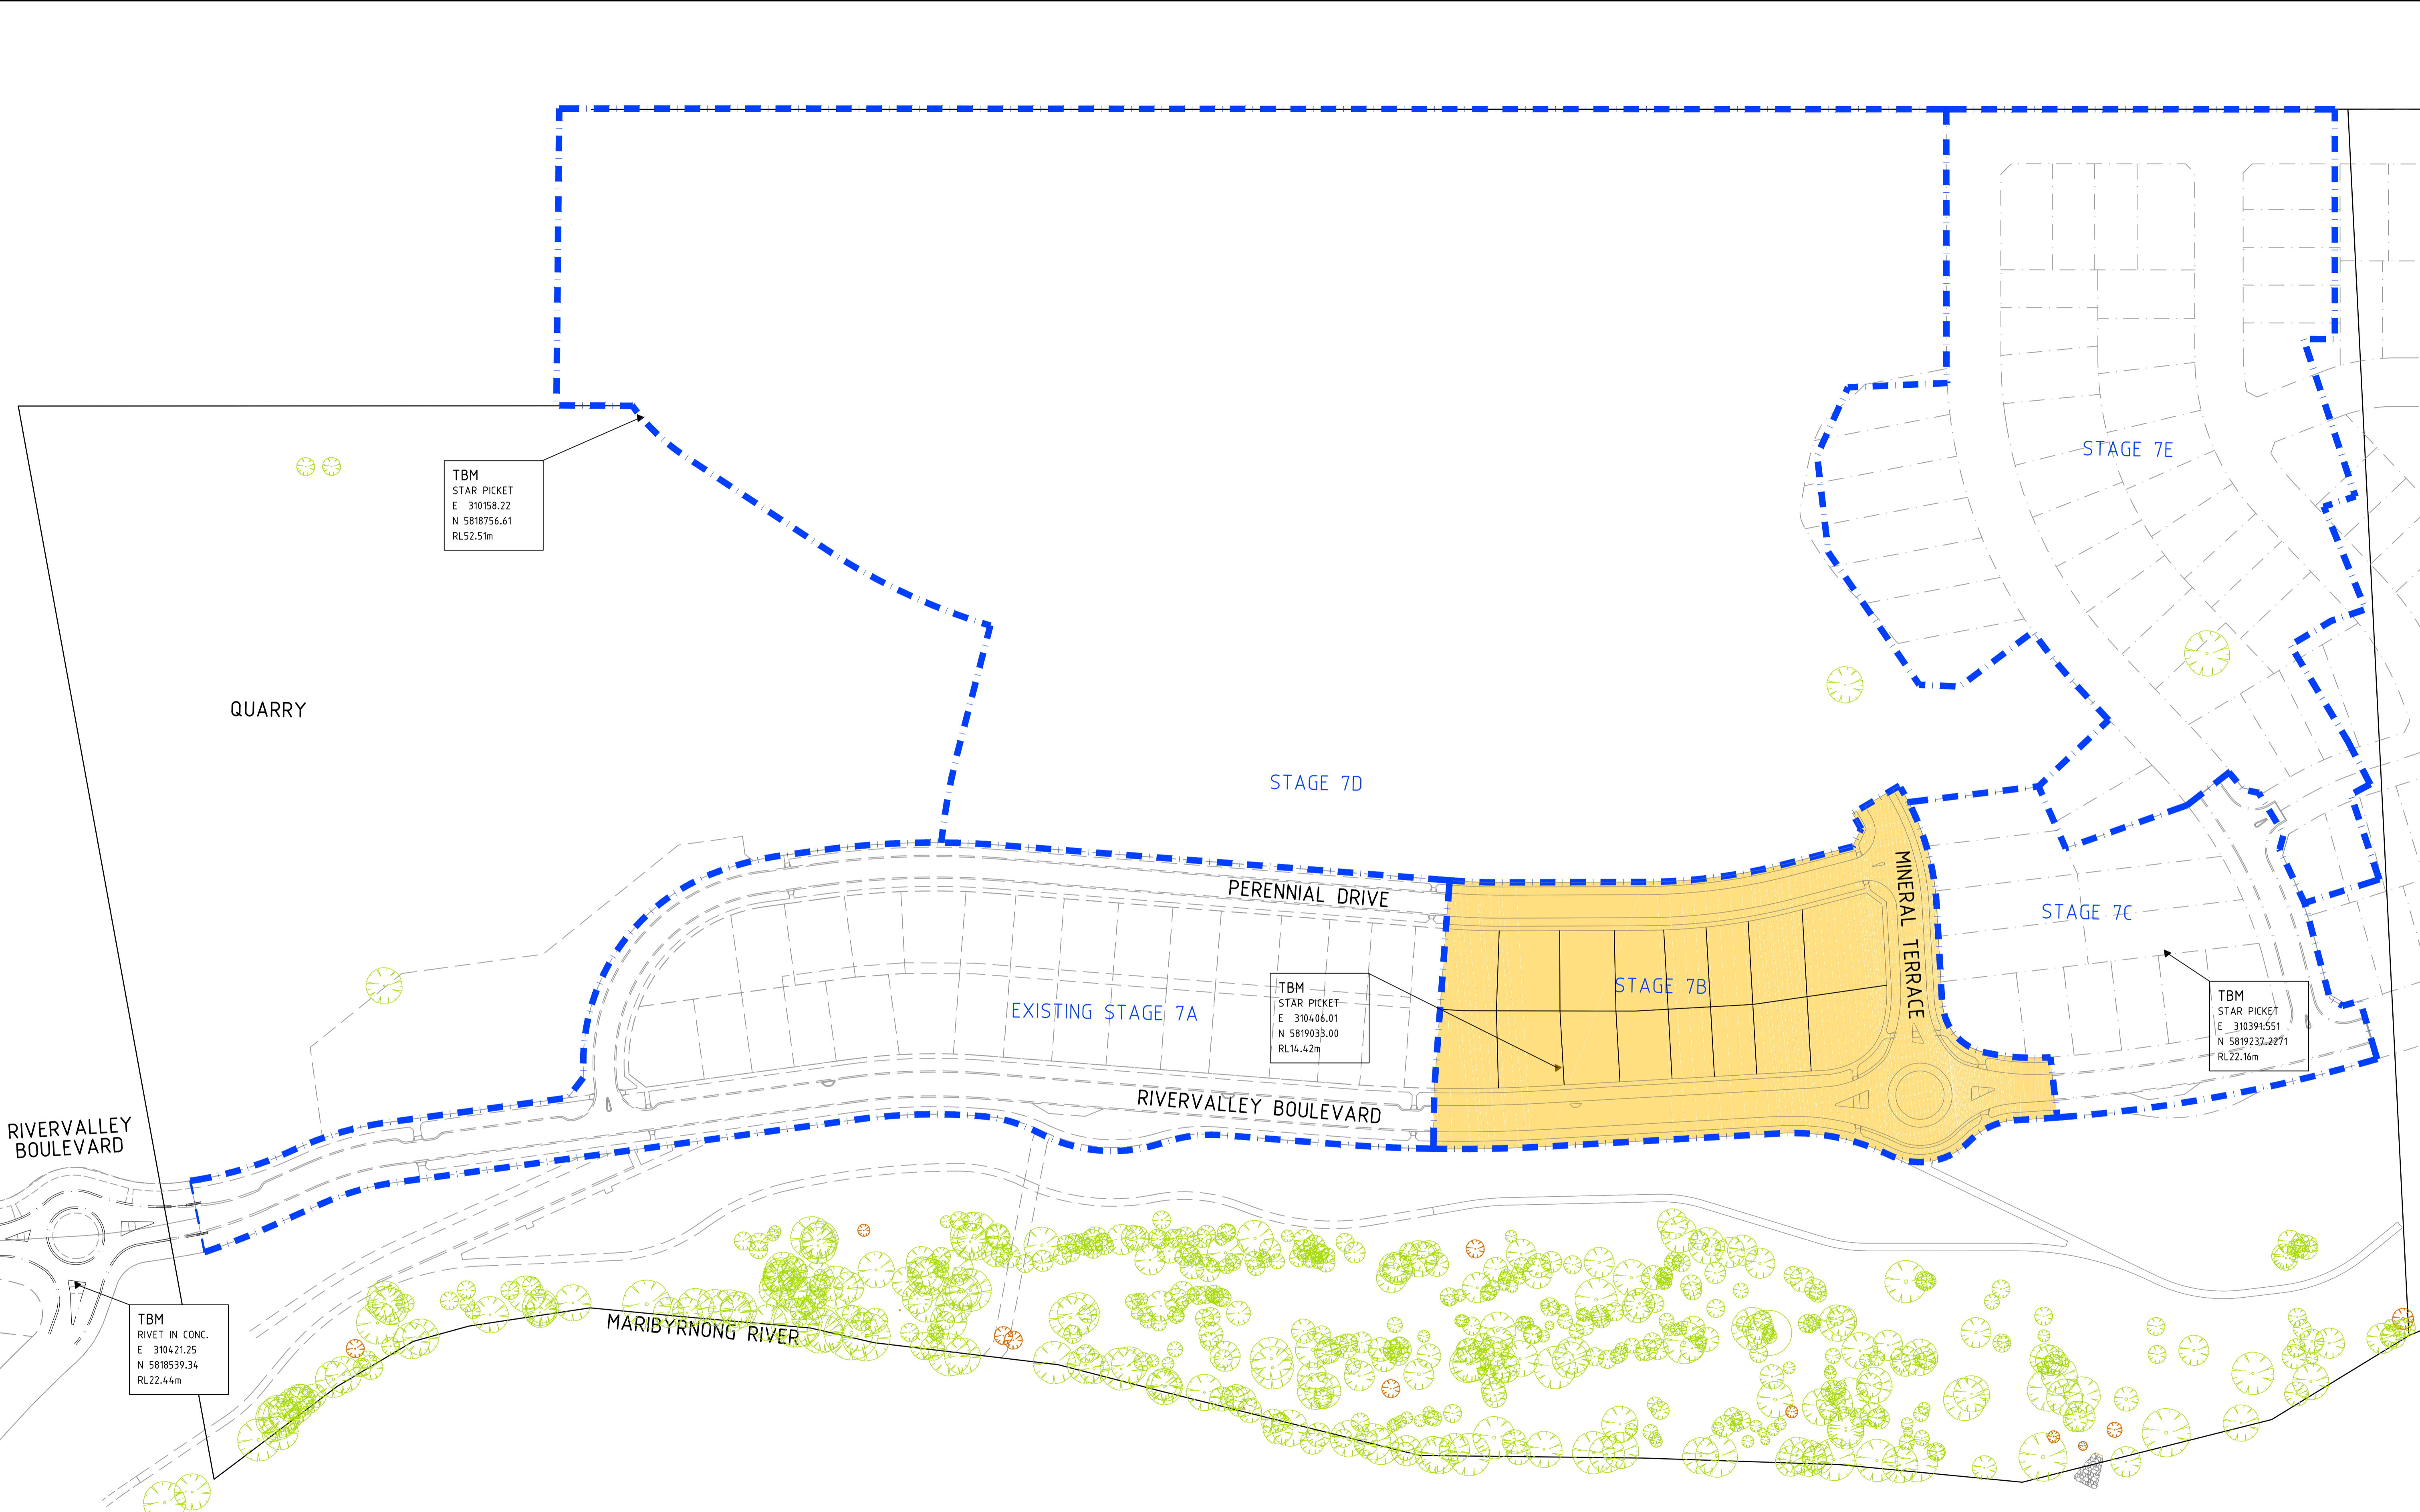 STAGE 7E
TBM
STAR PICKET
E 310158.22
N 5818756.61
RL52.51m
QUARRY
STAGE 7D
PERENNIAL DRIVE
MINERAL TERRACE
STAGE 7C
STAGE 7B
EXISTING STAGE 7A
TBM
STAR PICKET
E 310406.01
N 5819033.00
RL14.42m
TBM
STAR PICKET
E 310391.551
N 5819237.2271
RL22.16m
RIVERVALLEY BOULEVARD
RIVERVALLEY
BOULEVARD
TBM
RIVET IN CONC.
E 310421.25
N 5818539.34
RL22.44m
MARIBYRNONG RIVER